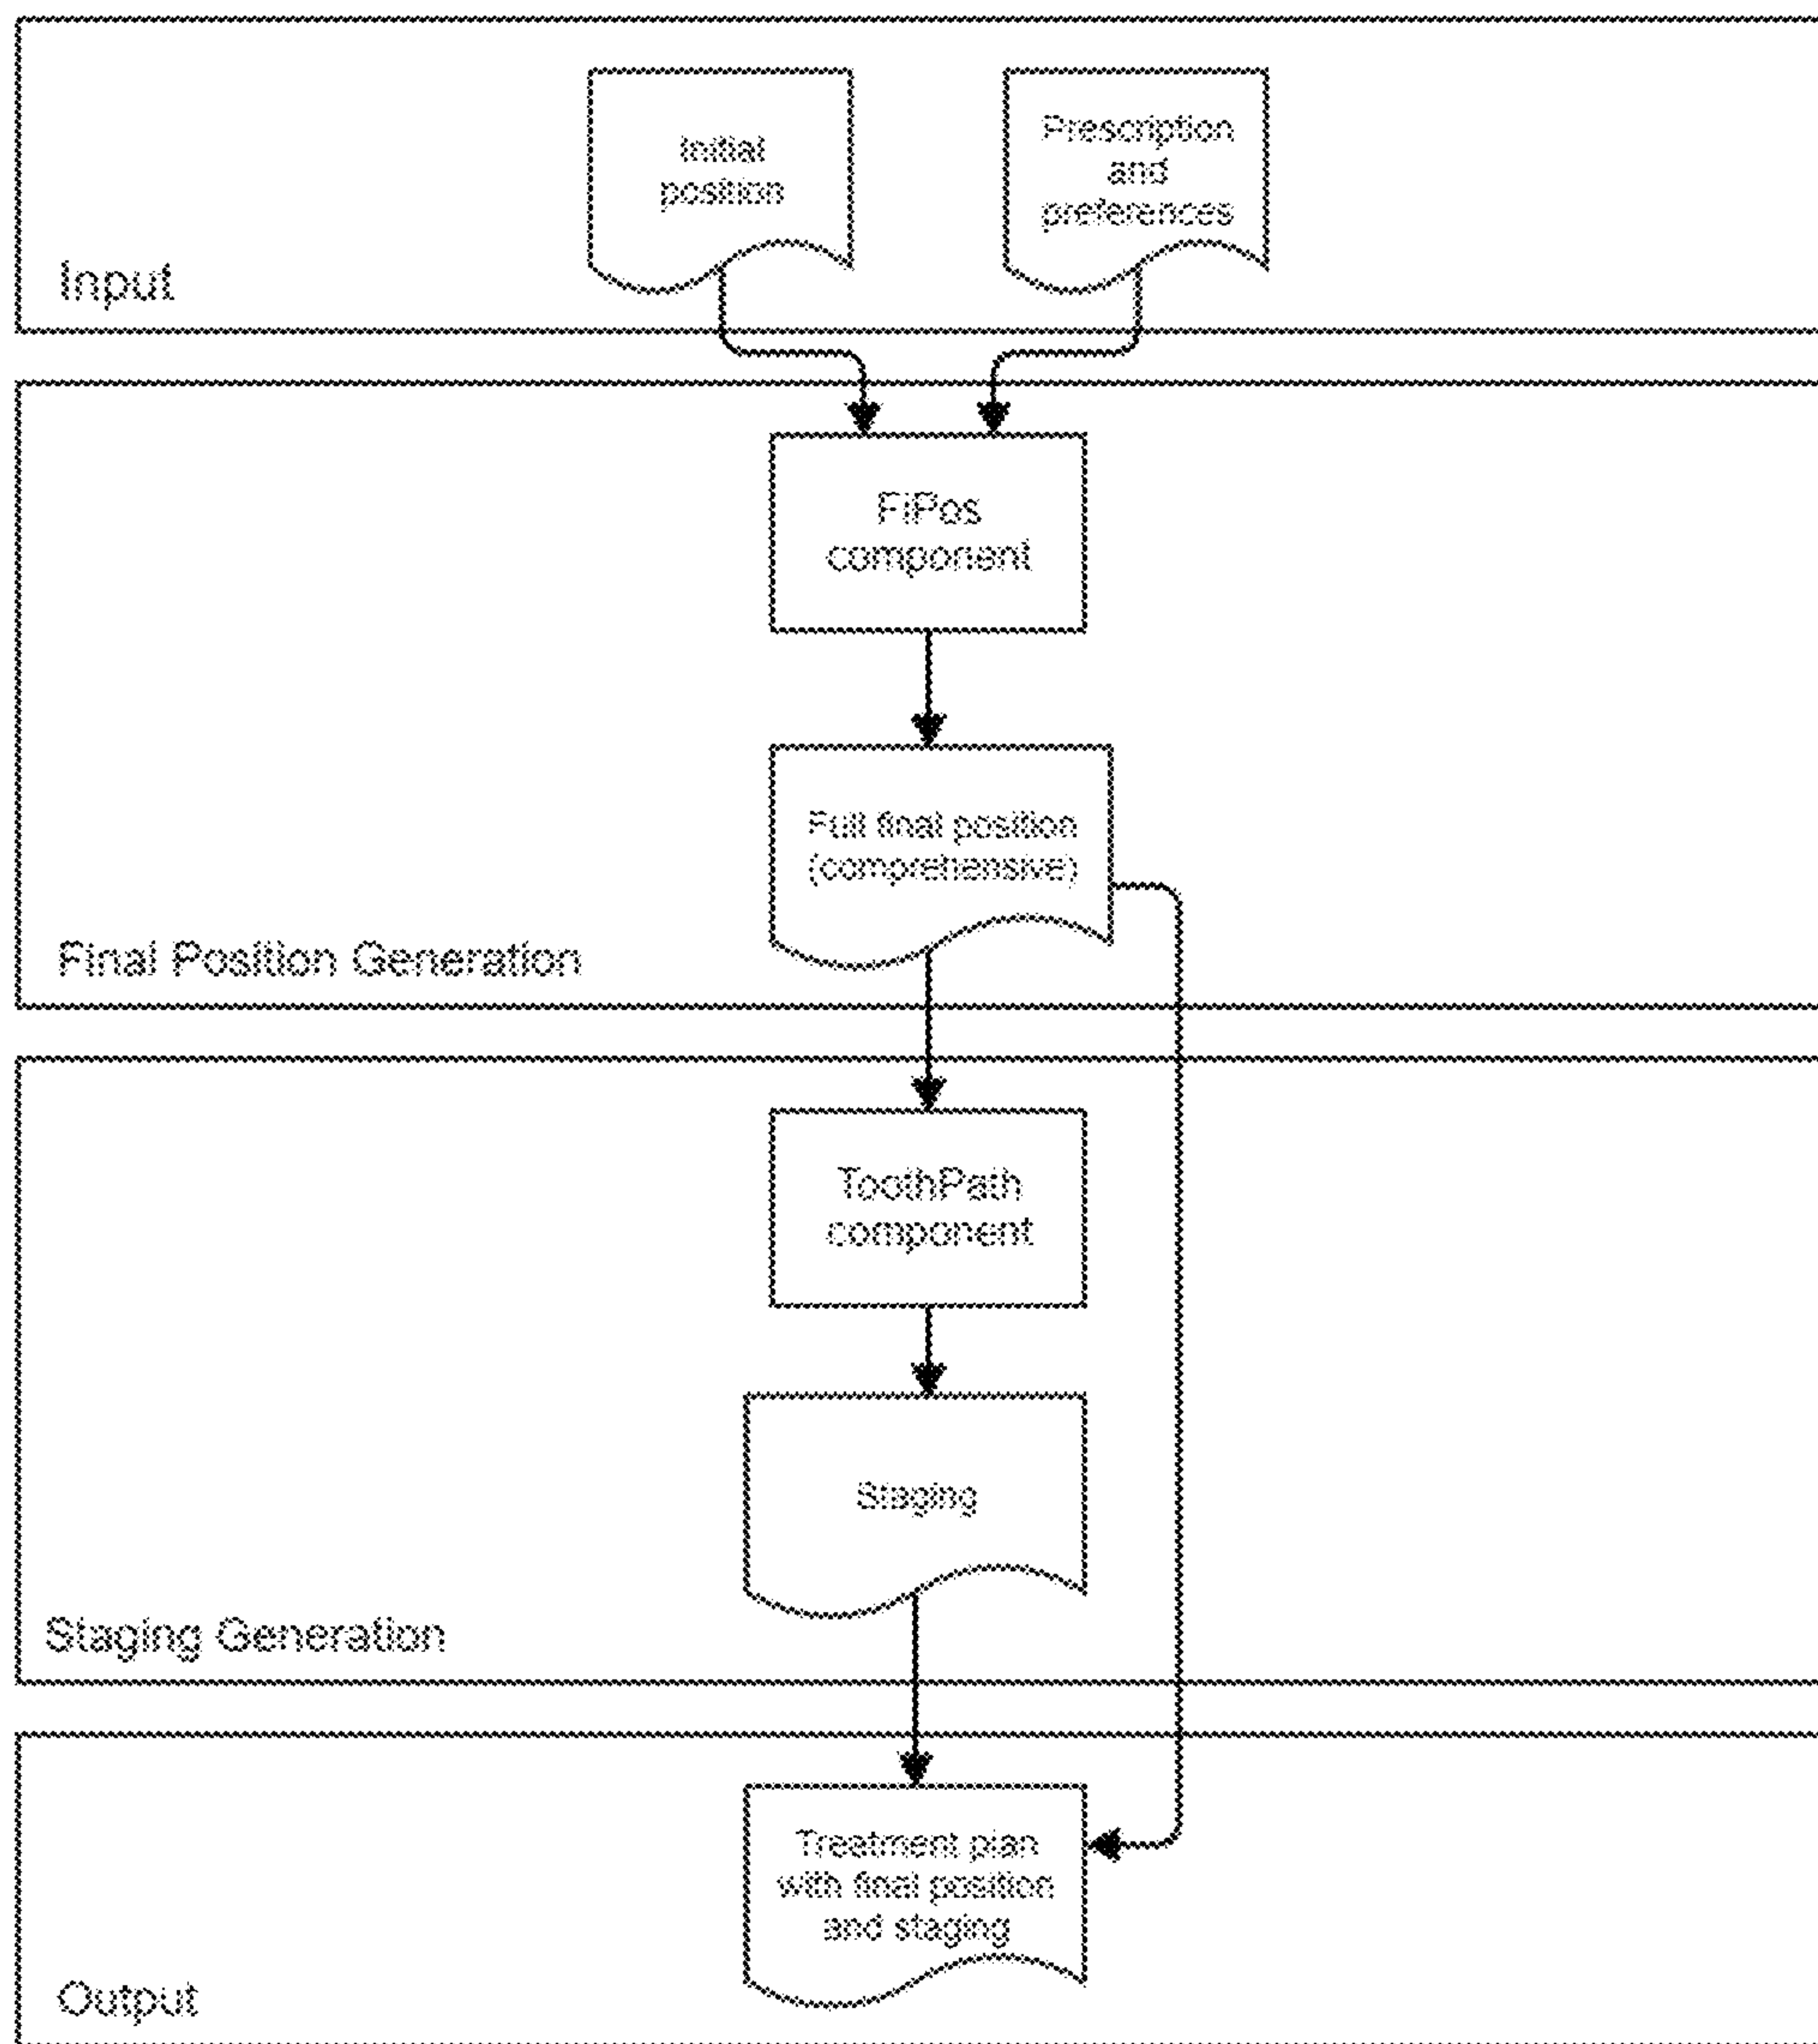 Initial
position
Prescription
and
preferences
Input
FiPos
component
Full final position
(comprehensive)
Final Position Generation
ToothPath
component
Staging
Staging Generation
Treatment plan
with final position
and staging
Output